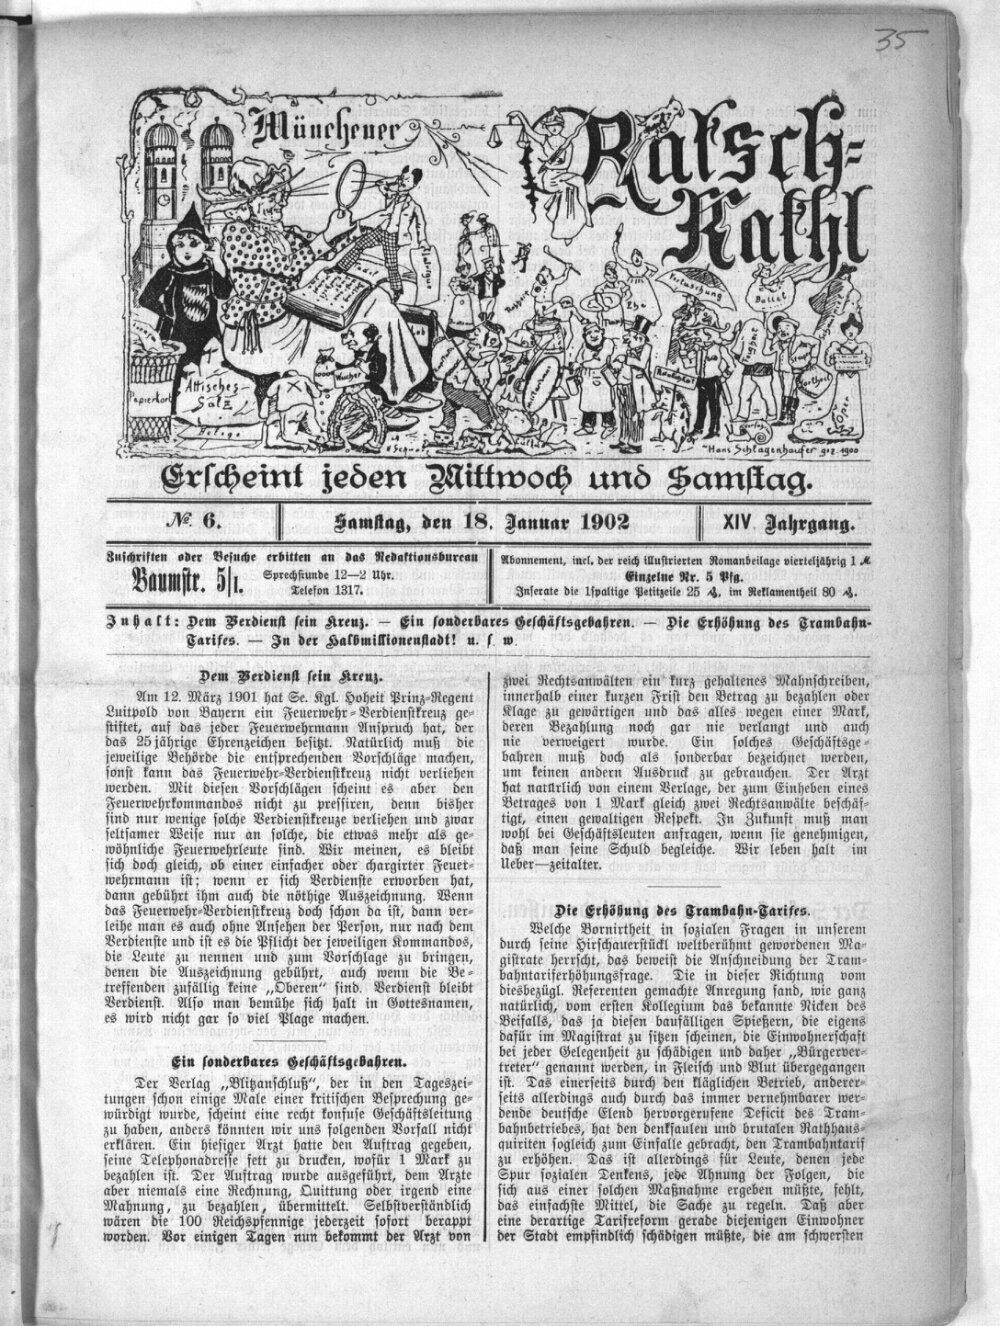 35
Münchener
Ratsch-
Kathl
Attisches
Salz
Papierkorb
Wucher
Vertuschung
Ballet
Ehe
Oper
Hans Schlagenhaufer gez. 1900
Erscheint jeden Mittwoch und Samstag.
№ 6.
Samstag, den 18. Januar 1902
XIV Jahrgang.
Zuschriften oder Besuche erbitten an das Redaktionsbureau
Baumstr. 5/I.
Sprechstunde 12—2 Uhr.
Telefon 1317.
Abonnement, incl. der reich illustrierten Romanbeilage vierteljährig 1 ℳ
Einzelne Nr. 5 Pfg.
Inserate die 1spaltige Petitzeile 25 ₰, im Reklamentheil 80 ₰.
Inhalt: Dem Verdienst sein Kreuz. — Ein sonderbares Geschäftsgebahren. — Die Erhöhung des Trambahn-
Tarifes. — In der Halbmillionenstadt! u. s. w.
Dem Verdienst sein Kreuz.
Am 12. März 1901 hat Se. Kgl. Hoheit Prinz-Regent
Luitpold von Bayern ein Feuerwehr-Verdienstkreuz ge-
stiftet, auf das jeder Feuerwehrmann Anspruch hat, der
das 25jährige Ehrenzeichen besitzt. Natürlich muß die
jeweilige Behörde die entsprechenden Vorschläge machen,
sonst kann das Feuerwehr-Verdienstkreuz nicht verliehen
werden. Mit diesen Vorschlägen scheint es aber den
Feuerwehrkommandos nicht zu pressiren, denn bisher
sind nur wenige solche Verdienstkreuze verliehen und zwar
seltsamer Weise nur an solche, die etwas mehr als ge-
wöhnliche Feuerwehrleute sind. Wir meinen, es bleibt
sich doch gleich, ob einer einfacher oder chargirter Feuer-
wehrmann ist; wenn er sich Verdienste erworben hat,
dann gebührt ihm auch die nöthige Auszeichnung. Wenn
das Feuerwehr-Verdienstkreuz doch schon da ist, dann ver-
leihe man es auch ohne Ansehen der Person, nur nach dem
Verdienste und ist es die Pflicht der jeweiligen Kommandos,
die Leute zu nennen und zum Vorschlage zu bringen,
denen die Auszeichnung gebührt, auch wenn die Be-
treffenden zufällig keine „Oberen“ sind. Verdienst bleibt
Verdienst. Also man bemühe sich halt in Gottesnamen,
es wird nicht gar so viel Plage machen.
Ein sonderbares Geschäftsgebahren.
Der Verlag „Blitzanschluß“, der in den Tageszei-
tungen schon einige Male einer kritischen Besprechung ge-
würdigt wurde, scheint eine recht konfuse Geschäftsleitung
zu haben, anders könnten wir uns folgenden Vorfall nicht
erklären. Ein hiesiger Arzt hatte den Auftrag gegeben,
seine Telephonadresse fett zu drucken, wofür 1 Mark zu
bezahlen ist. Der Auftrag wurde ausgeführt, dem Arzte
aber niemals eine Rechnung, Quittung oder irgend eine
Mahnung, zu bezahlen, übermittelt. Selbstverständlich
wären die 100 Reichspfennige jederzeit sofort berappt
worden. Vor einigen Tagen nun bekommt der Arzt von
zwei Rechtsanwälten ein kurz gehaltenes Mahnschreiben,
innerhalb einer kurzen Frist den Betrag zu bezahlen oder
Klage zu gewärtigen und das alles wegen einer Mark,
deren Bezahlung noch gar nie verlangt und auch
nie verweigert wurde. Ein solches Geschäftsge-
bahren muß doch als sonderbar bezeichnet werden,
um keinen andern Ausdruck zu gebrauchen. Der Arzt
hat natürlich von einem Verlage, der zum Einheben eines
Betrages von 1 Mark gleich zwei Rechtsanwälte beschäf-
tigt, einen gewaltigen Respekt. In Zukunft muß man
wohl bei Geschäftsleuten anfragen, wenn sie genehmigen,
daß man seine Schuld begleiche. Wir leben halt im
Ueber—zeitalter.
Die Erhöhung des Trambahn-Tarifes.
Welche Bornirtheit in sozialen Fragen in unserem
durch seine Hirschauerstückl weltberühmt gewordenen Ma-
gistrate herrscht, das beweist die Anschneidung der Tram-
bahntariferhöhungsfrage. Die in dieser Richtung vom
diesbezügl. Referenten gemachte Anregung fand, wie ganz
natürlich, vom ersten Kollegium das bekannte Nicken des
Beifalls, das ja diesen baufälligen Spießern, die eigens
dafür im Magistrat zu sitzen scheinen, die Einwohnerschaft
bei jeder Gelegenheit zu schädigen und daher „Bürgerver-
treter“ genannt werden, in Fleisch und Blut übergegangen
ist. Das einerseits durch den kläglichen Betrieb, anderer-
seits allerdings auch durch das immer vernehmbarer wer-
dende deutsche Elend hervorgerufene Deficit des Tram-
bahnbetriebes, hat den denkfaulen und brutalen Rathhaus-
quiriten sogleich zum Einfalle gebracht, den Trambahntarif
zu erhöhen. Das ist allerdings für Leute, denen jede
Spur sozialen Denkens, jede Ahnung der Folgen, die
sich aus einer solchen Maßnahme ergeben müßte, fehlt,
das einfachste Mittel, die Sache zu regeln. Daß aber
eine derartige Tarifreform gerade diejenigen Einwohner
der Stadt empfindlich schädigen müßte, die am schwersten